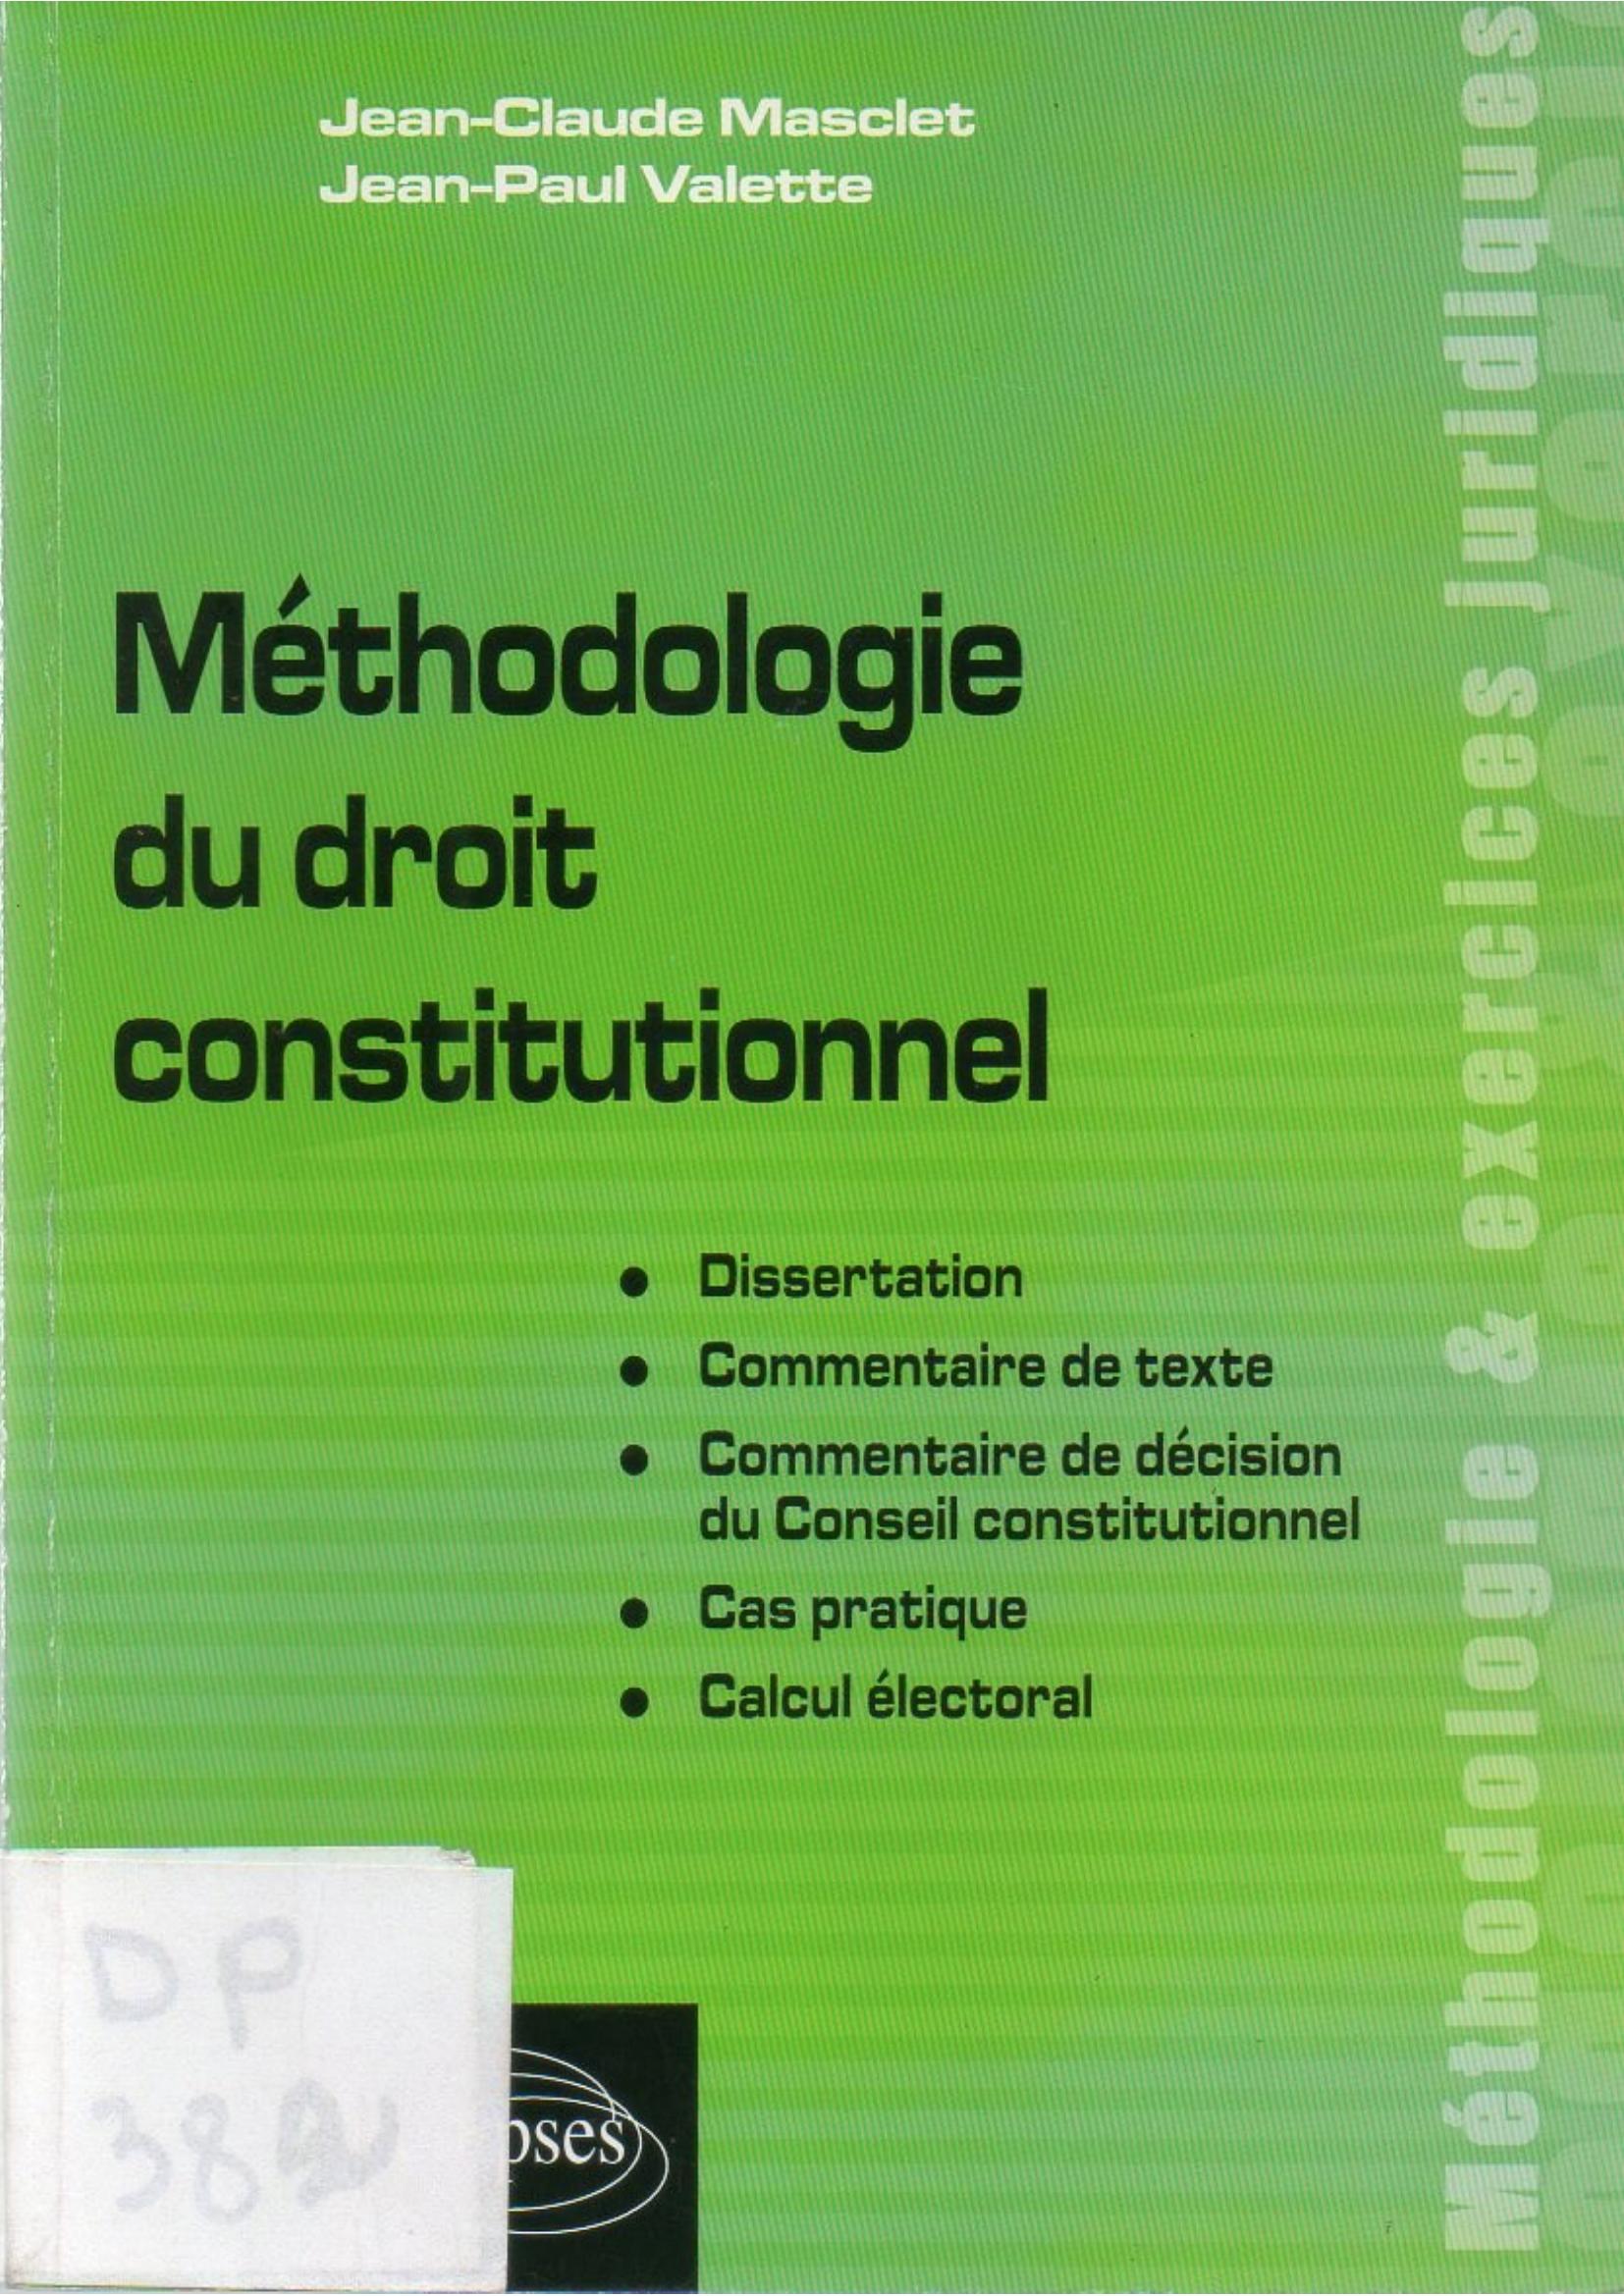 Jean-Claude Masclet
Jean-Paul Valette
Méthodologie
du droit
constitutionnel
• Dissertation
• Commentaire de texte
• Commentaire de décision
du Conseil constitutionnel
• Cas pratique
• Calcul électoral
Méthodologie & exercices juridiques
DP